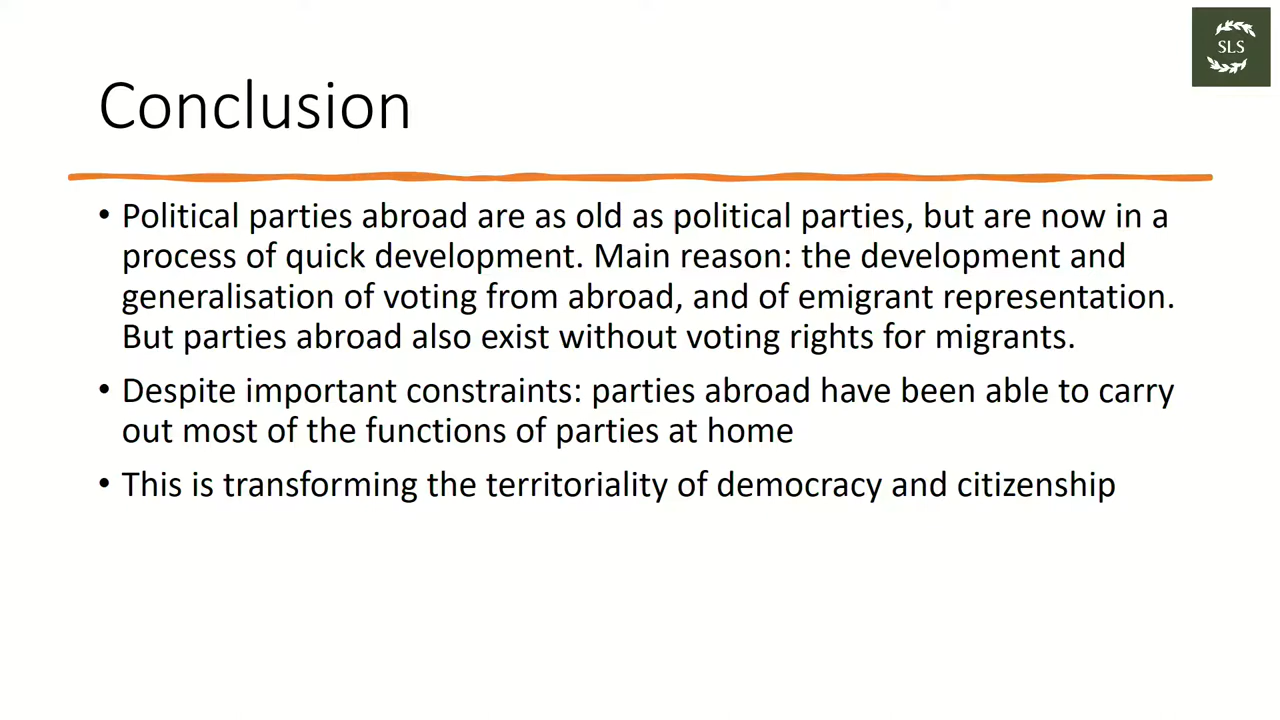 SLS
Conclusion
• Political parties abroad are as old as political parties, but are now in a
process of quick development. Main reason: the development and
generalisation of voting from abroad, and of emigrant representation.
But parties abroad also exist without voting rights for migrants.
• Despite important constraints: parties abroad have been able to carry
out most of the functions of parties at home
• This is transforming the territoriality of democracy and citizenship